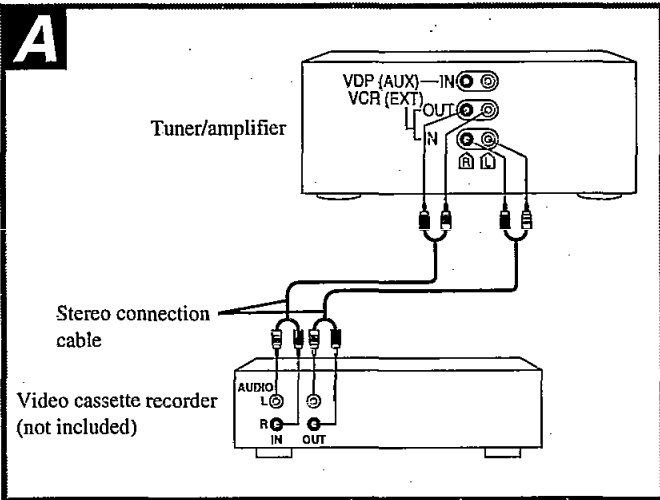 A
VDP (AUX)—IN
VCR (EXT)
OUT
IN
R L
Tuner/amplifier
Stereo connection
cable
Video cassette recorder
(not included)
AUDIO
L
R
IN OUT